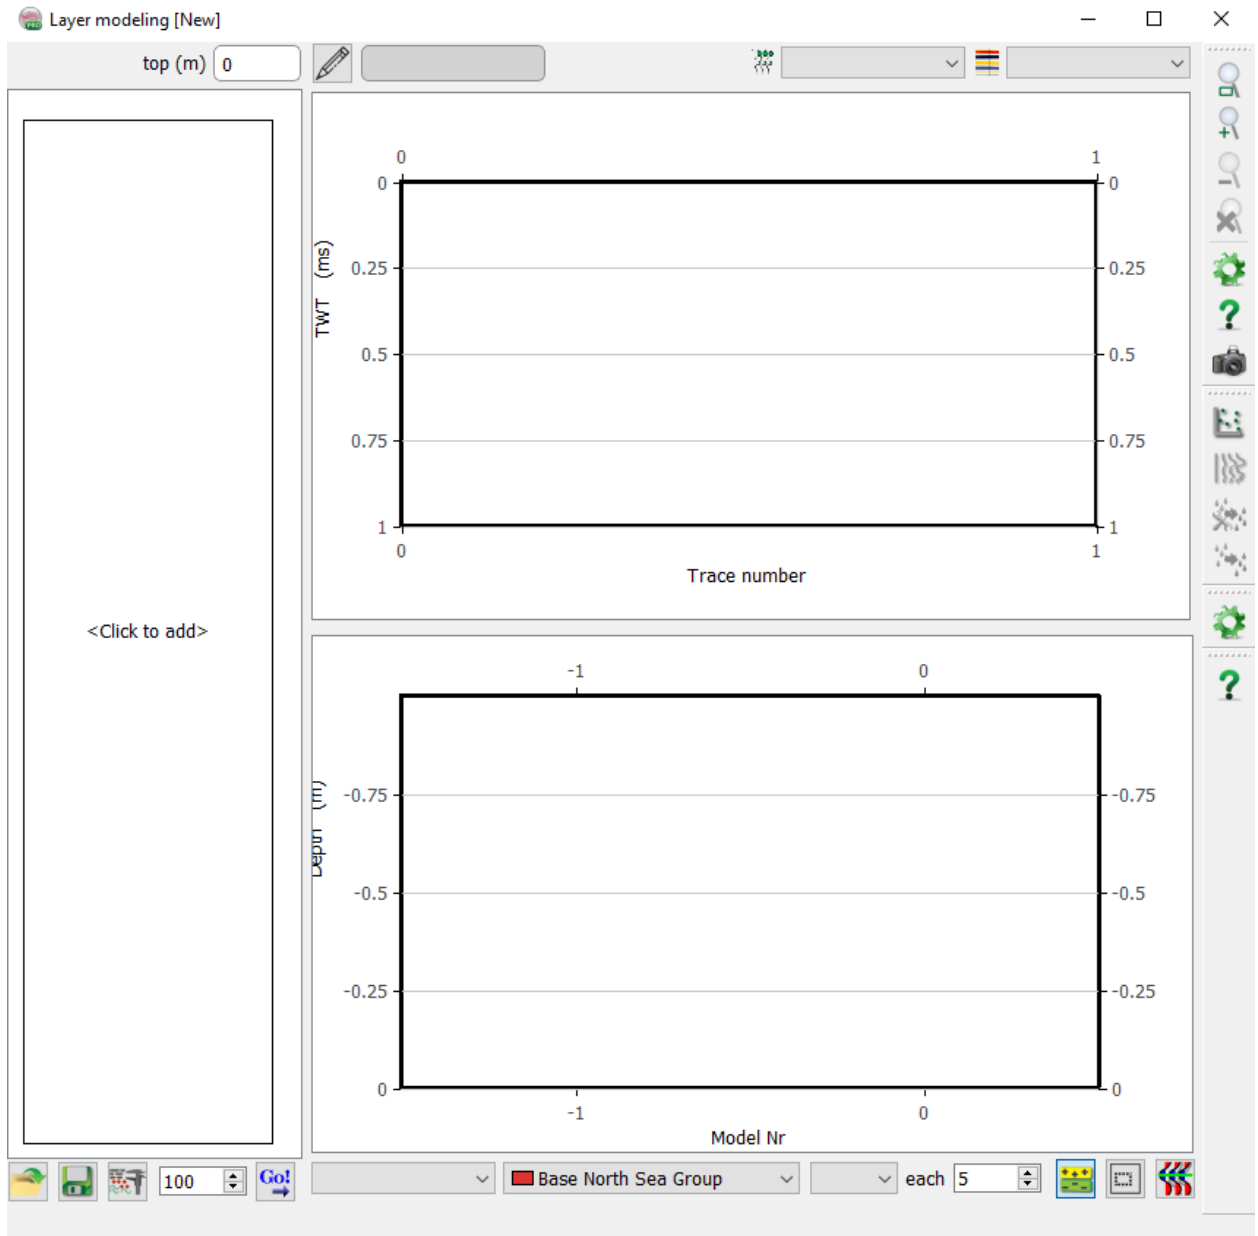 Layer modeling [New]
PRO
top (m) 0
0 1
0 0
0.25 0.25
TWT (ms)
0.5 0.5
0.75 0.75
1 1
0 1
Trace number
<Click to add>
-1 0
-0.75 -0.75
Depth (m)
-0.5 -0.5
-0.25 -0.25
0 0
-1 0
Model Nr
100 Go! Base North Sea Group each 5